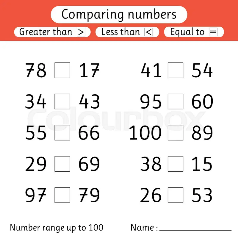 Comparing numbers
Greater than > Less than < Equal to =
78 17 41 54
34 43 95 60
55 66 100 89
29 69 38 15
97 79 26 53
Number range up to 100 Name: